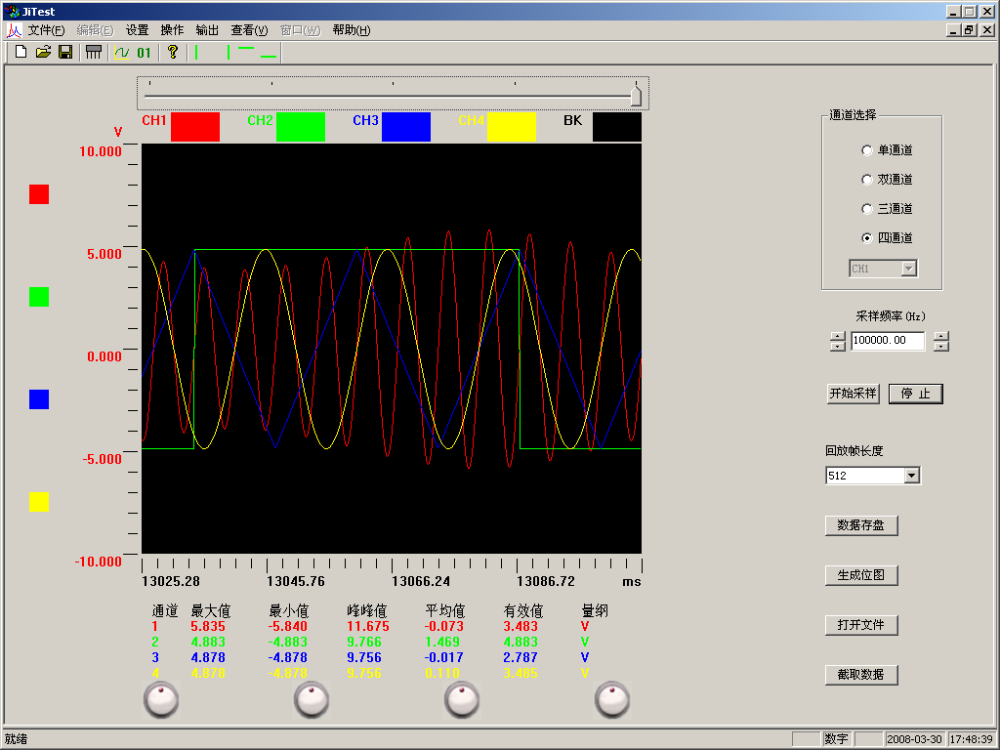 JiTest
文件(F) 编辑(E) 设置 操作 输出 查看(V) 窗口(W) 帮助(H)
01 ?
CH1 CH2 CH3 CH4 BK
V
10.000
5.000
0.000
-5.000
-10.000
13025.28 13045.76 13066.24 13086.72 ms
通道 最大值 最小值 峰峰值 平均值 有效值 量纲
1 5.835 -5.840 11.675 -0.073 3.483 V
2 4.883 -4.883 9.766 1.469 4.883 V
3 4.878 -4.878 9.756 -0.017 2.787 V
4 4.878 -4.878 9.756 0.110 3.485 V
通道选择
单通道
双通道
三通道
四通道
CH1
采样频率(Hz)
100000.00
开始采样 停 止
回放帧长度
512
数据存盘
生成位图
打开文件
截取数据
就绪 数字 2008-03-30 17:48:39